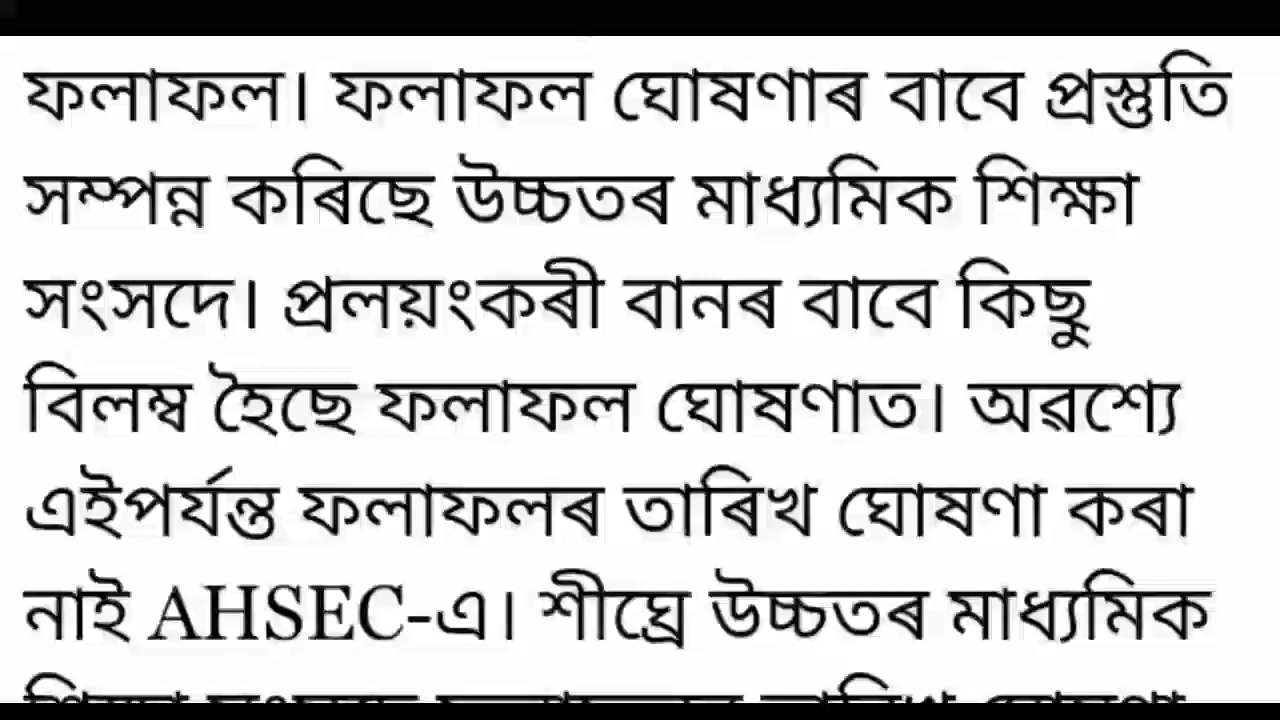 ফলাফল। ফলাফল ঘোষণাৰ বাবে প্ৰস্তুতি
সম্পন্ন কৰিছে উচ্চতৰ মাধ্যমিক শিক্ষা
সংসদে। প্ৰলয়ংকৰী বানৰ বাবে কিছু
বিলম্ব হৈছে ফলাফল ঘোষণাত। অৱশ্যে
এইপৰ্যন্ত ফলাফলৰ তাৰিখ ঘোষণা কৰা
নাই AHSEC-এ। শীঘ্ৰে উচ্চতৰ মাধ্যমিক